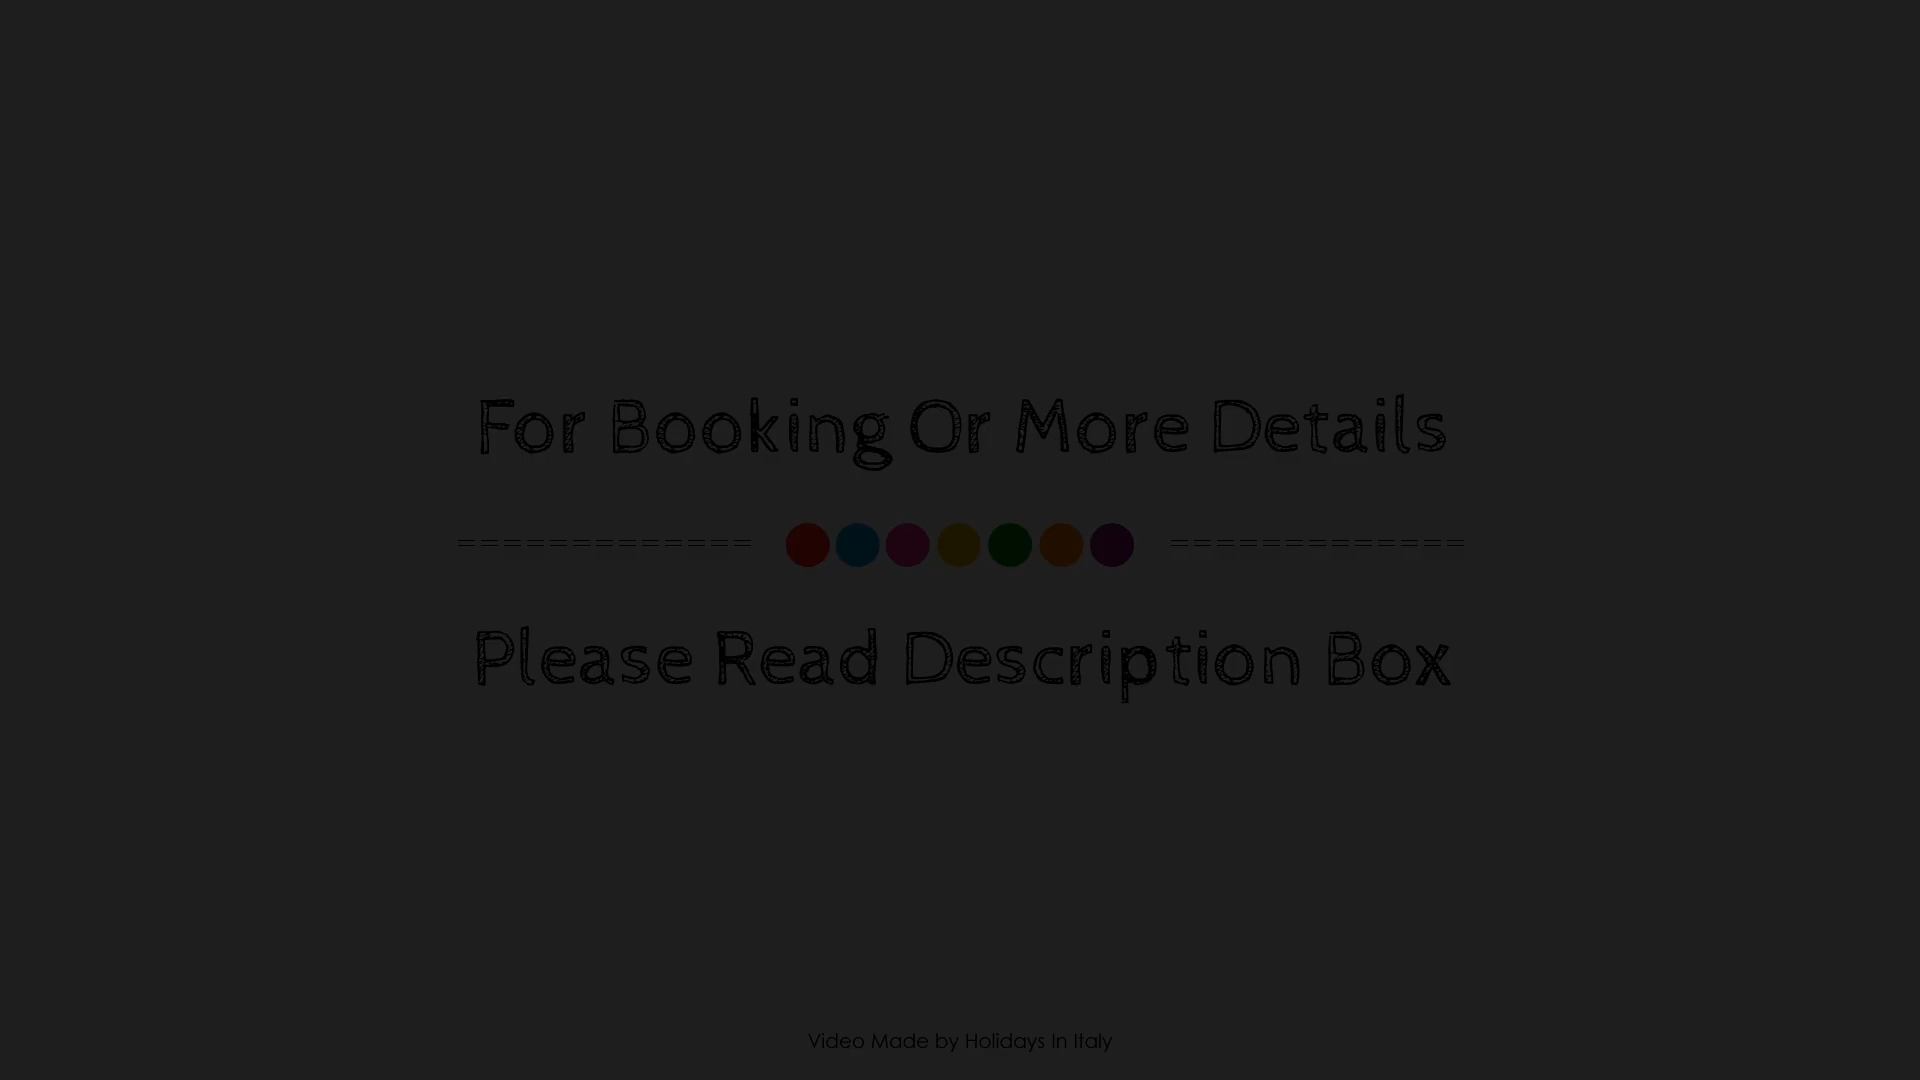 For Booking Or More Details
============= =============
Please Read Description Box
Video Made by Holidays In Italy